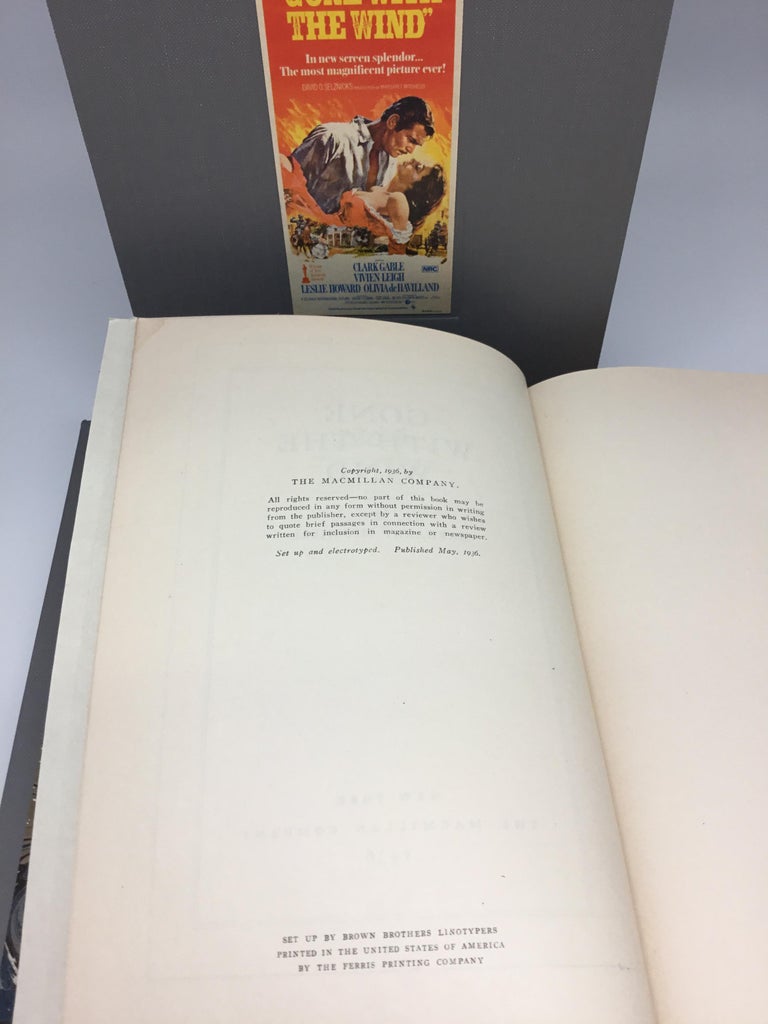 GONE WITH
THE WIND"
In new screen splendor...
The most magnificent picture ever!
DAVID O. SELZNICK'S
CLARK GABLE
VIVIEN LEIGH
NRC
LESLIE HOWARD OLIVIA de HAVILLAND
Copyright, 1936, by
THE MACMILLAN COMPANY.
All rights reserved—no part of this book may be
reproduced in any form without permission in writing
from the publisher, except by a reviewer who wishes
to quote brief passages in connection with a review
written for inclusion in magazine or newspaper.
Set up and electrotyped. Published May, 1936.
SET UP BY BROWN BROTHERS LINOTYPERS
PRINTED IN THE UNITED STATES OF AMERICA
BY THE FERRIS PRINTING COMPANY